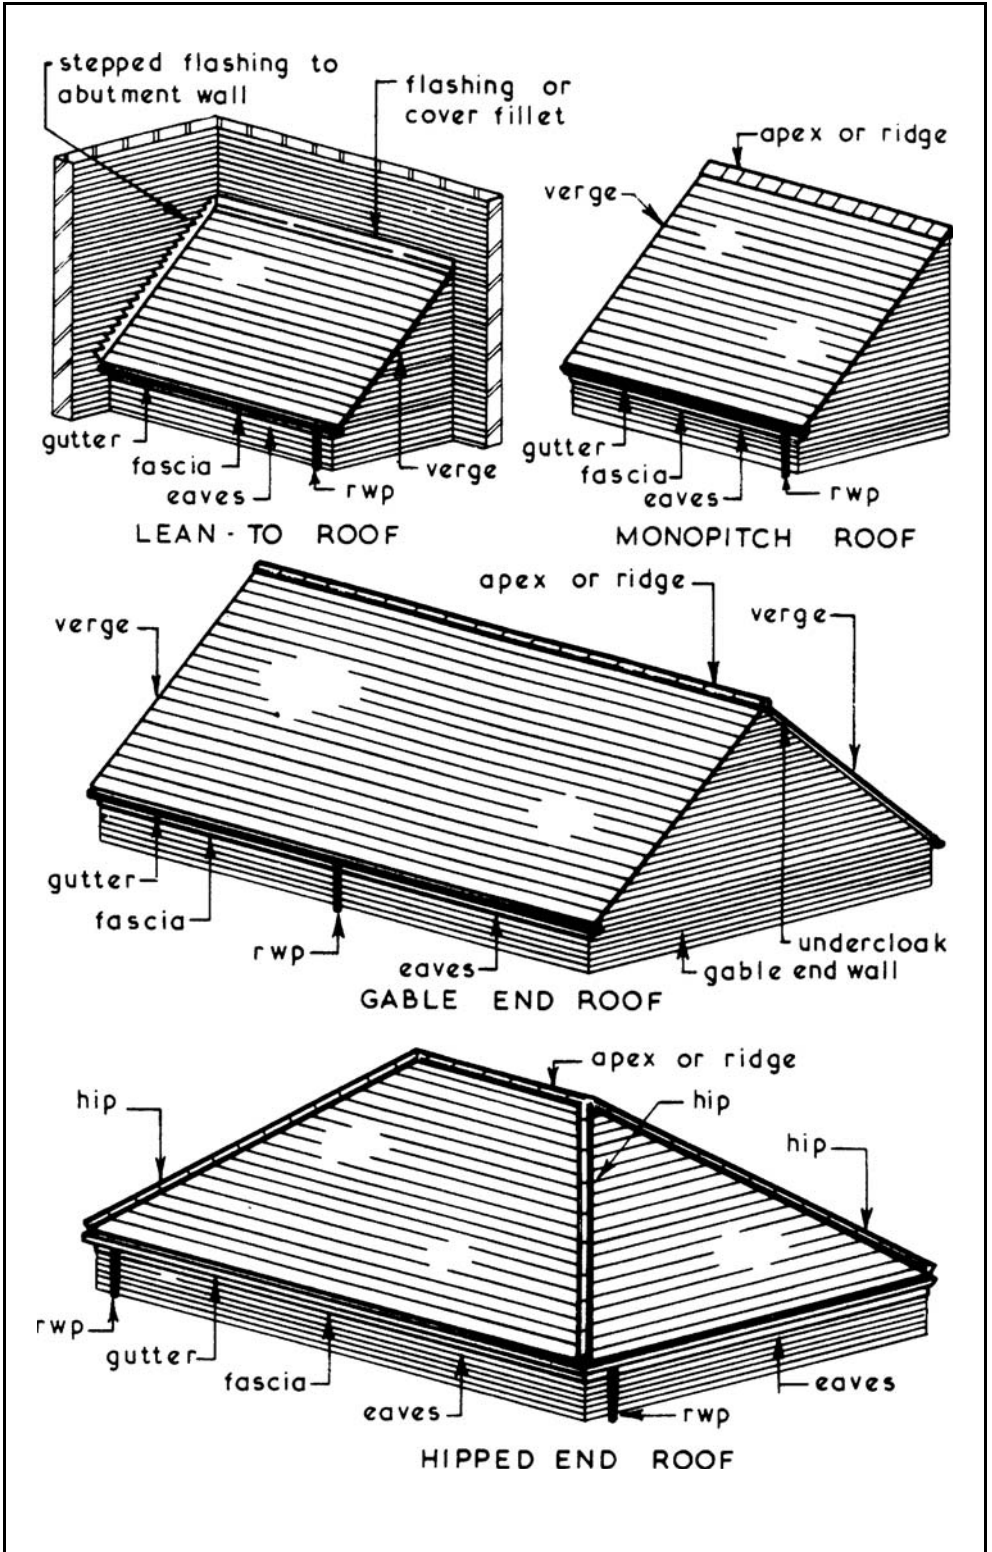 stepped flashing to
abutment wall
flashing or
cover fillet
gutter
fascia
eaves
rwp
verge
LEAN-TO ROOF
apex or ridge
verge
gutter
fascia
eaves
rwp
MONOPITCH ROOF
verge
apex or ridge
verge
gutter
fascia
rwp
eaves
undercloak
gable end wall
GABLE END ROOF
hip
apex or ridge
hip
hip
rwp
gutter
fascia
eaves
rwp
eaves
HIPPED END ROOF